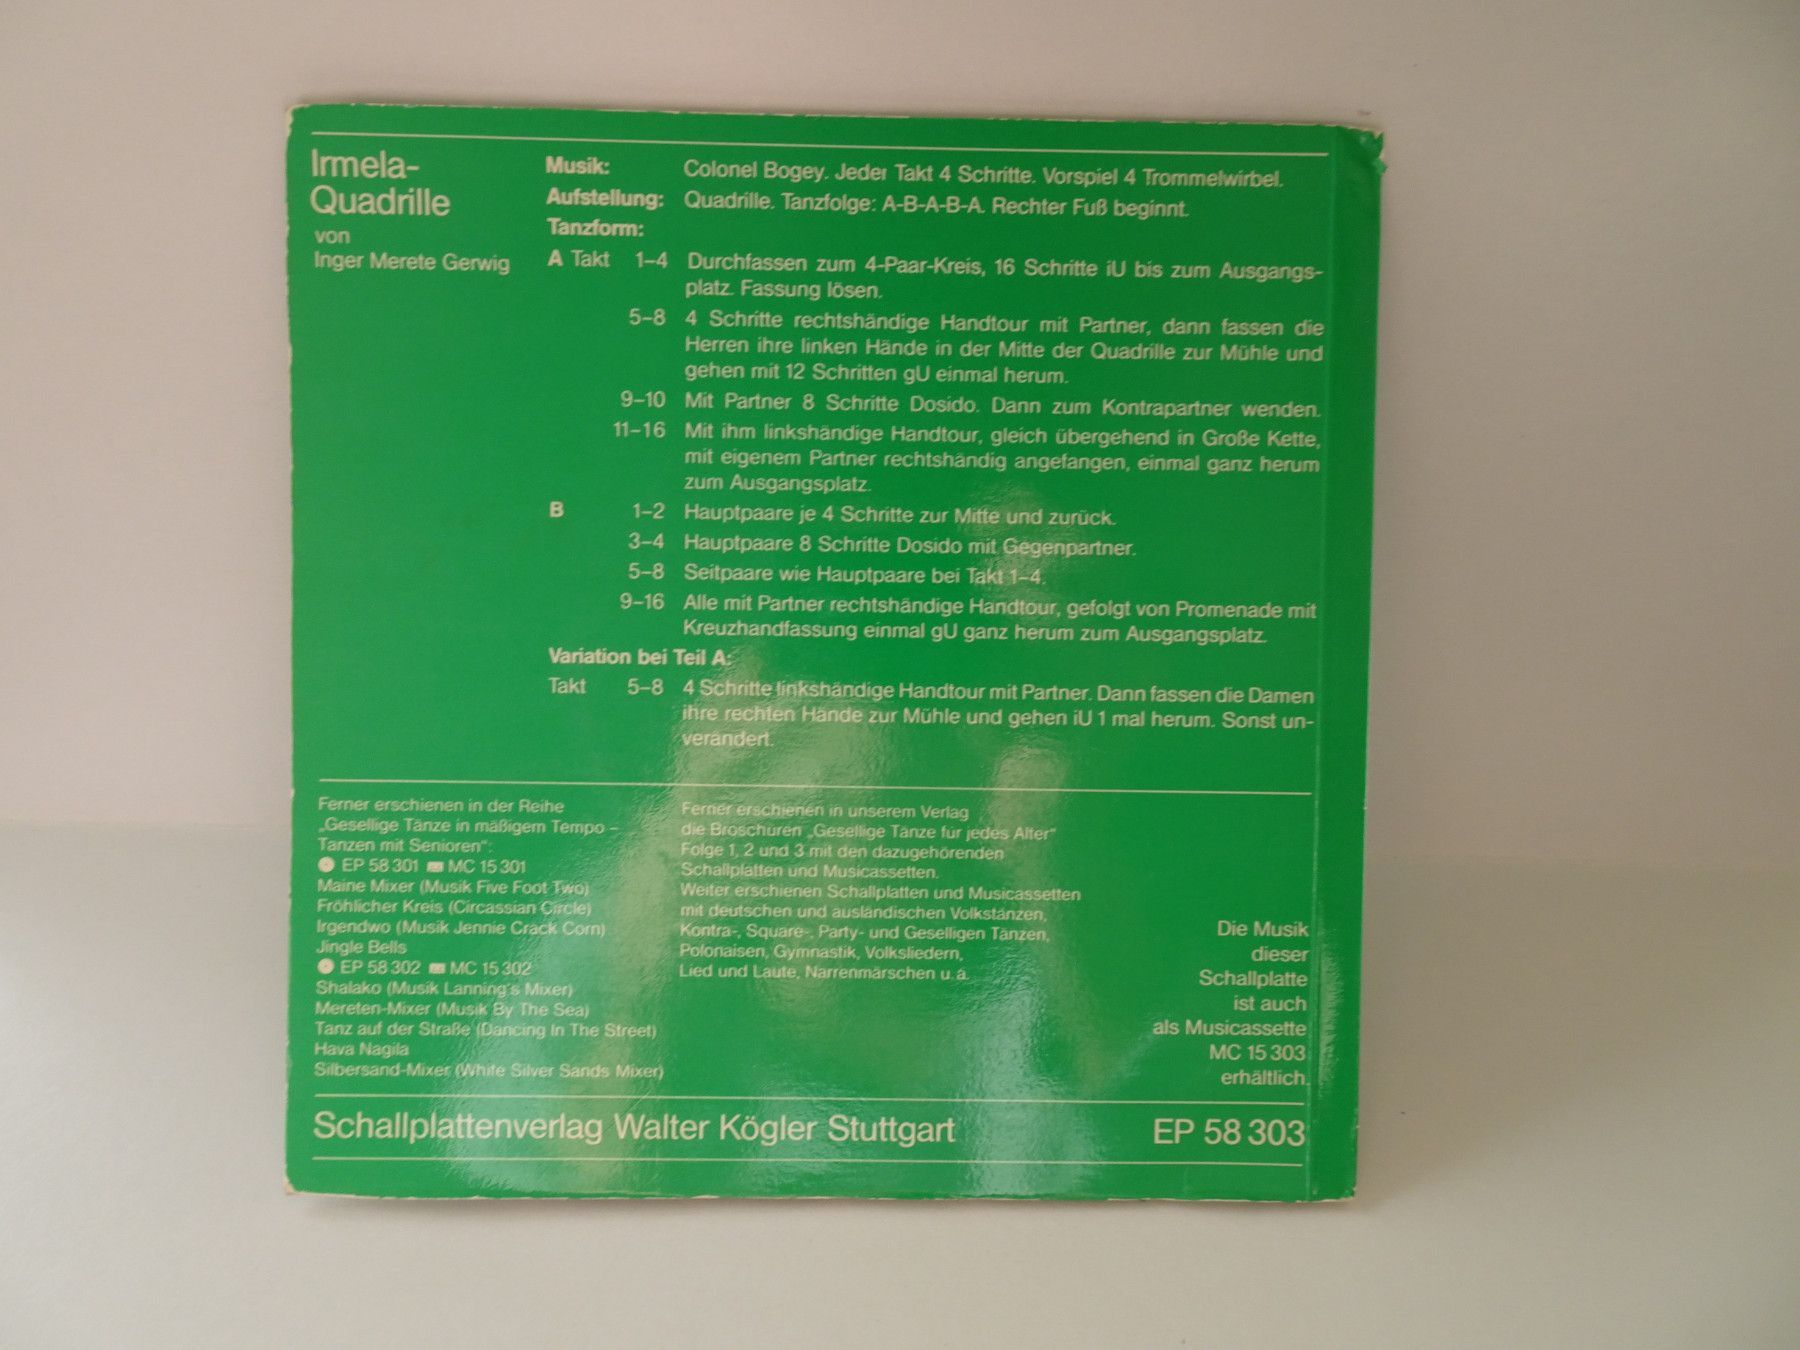 Irmela-
Quadrille
von
Inger Merete Gerwig
Musik: Colonel Bogey. Jeder Takt 4 Schritte. Vorspiel 4 Trommelwirbel.
Aufstellung: Quadrille. Tanzfolge: A-B-A-B-A. Rechter Fuß beginnt.
Tanzform:
A Takt 1–4 Durchfassen zum 4-Paar-Kreis, 16 Schritte iU bis zum Ausgangs-
platz. Fassung lösen.
5–8 4 Schritte rechtshändige Handtour mit Partner, dann fassen die
Herren ihre linken Hände in der Mitte der Quadrille zur Mühle und
gehen mit 12 Schritten gU einmal herum.
9–10 Mit Partner 8 Schritte Dosido. Dann zum Kontrapartner wenden.
11–16 Mit ihm linkshändige Handtour, gleich übergehend in Große Kette,
mit eigenem Partner rechtshändig angefangen, einmal ganz herum
zum Ausgangsplatz.
B 1–2 Hauptpaare je 4 Schritte zur Mitte und zurück.
3–4 Hauptpaare 8 Schritte Dosido mit Gegenpartner.
5–8 Seitpaare wie Hauptpaare bei Takt 1–4.
9–16 Alle mit Partner rechtshändige Handtour, gefolgt von Promenade mit
Kreuzhandfassung einmal gU ganz herum zum Ausgangsplatz.
Variation bei Teil A:
Takt 5–8 4 Schritte linkshändige Handtour mit Partner. Dann fassen die Damen
ihre rechten Hände zur Mühle und gehen iU 1 mal herum. Sonst un-
verändert.
Ferner erschienen in der Reihe
„Gesellige Tänze in mäßigem Tempo –
Tanzen mit Senioren“:
EP 58 301 MC 15 301
Maine Mixer (Musik Five Foot Two)
Fröhlicher Kreis (Circassian Circle)
Irgendwo (Musik Jennie Crack Corn)
Jingle Bells
EP 58 302 MC 15 302
Shalako (Musik Lanning's Mixer)
Mereten-Mixer (Musik By The Sea)
Tanz auf der Straße (Dancing In The Street)
Hava Nagila
Silbersand-Mixer (White Silver Sands Mixer)
Ferner erschienen in unserem Verlag
die Broschüren „Gesellige Tänze für jedes Alter“
Folge 1, 2 und 3 mit den dazugehörenden
Schallplatten und Musicassetten.
Weiter erschienen Schallplatten und Musicassetten
mit deutschen und ausländischen Volkstänzen,
Kontra-, Square-, Party- und Geselligen Tänzen,
Polonaisen, Gymnastik, Volksliedern,
Lied und Laute, Narrenmärschen u. a.
Die Musik
dieser
Schallplatte
ist auch
als Musicassette
MC 15 303
erhältlich.
Schallplattenverlag Walter Kögler Stuttgart EP 58 303